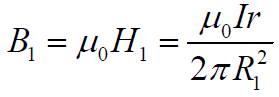 B₁ = μ₀H₁ = μ₀Ir / 2πR₁²